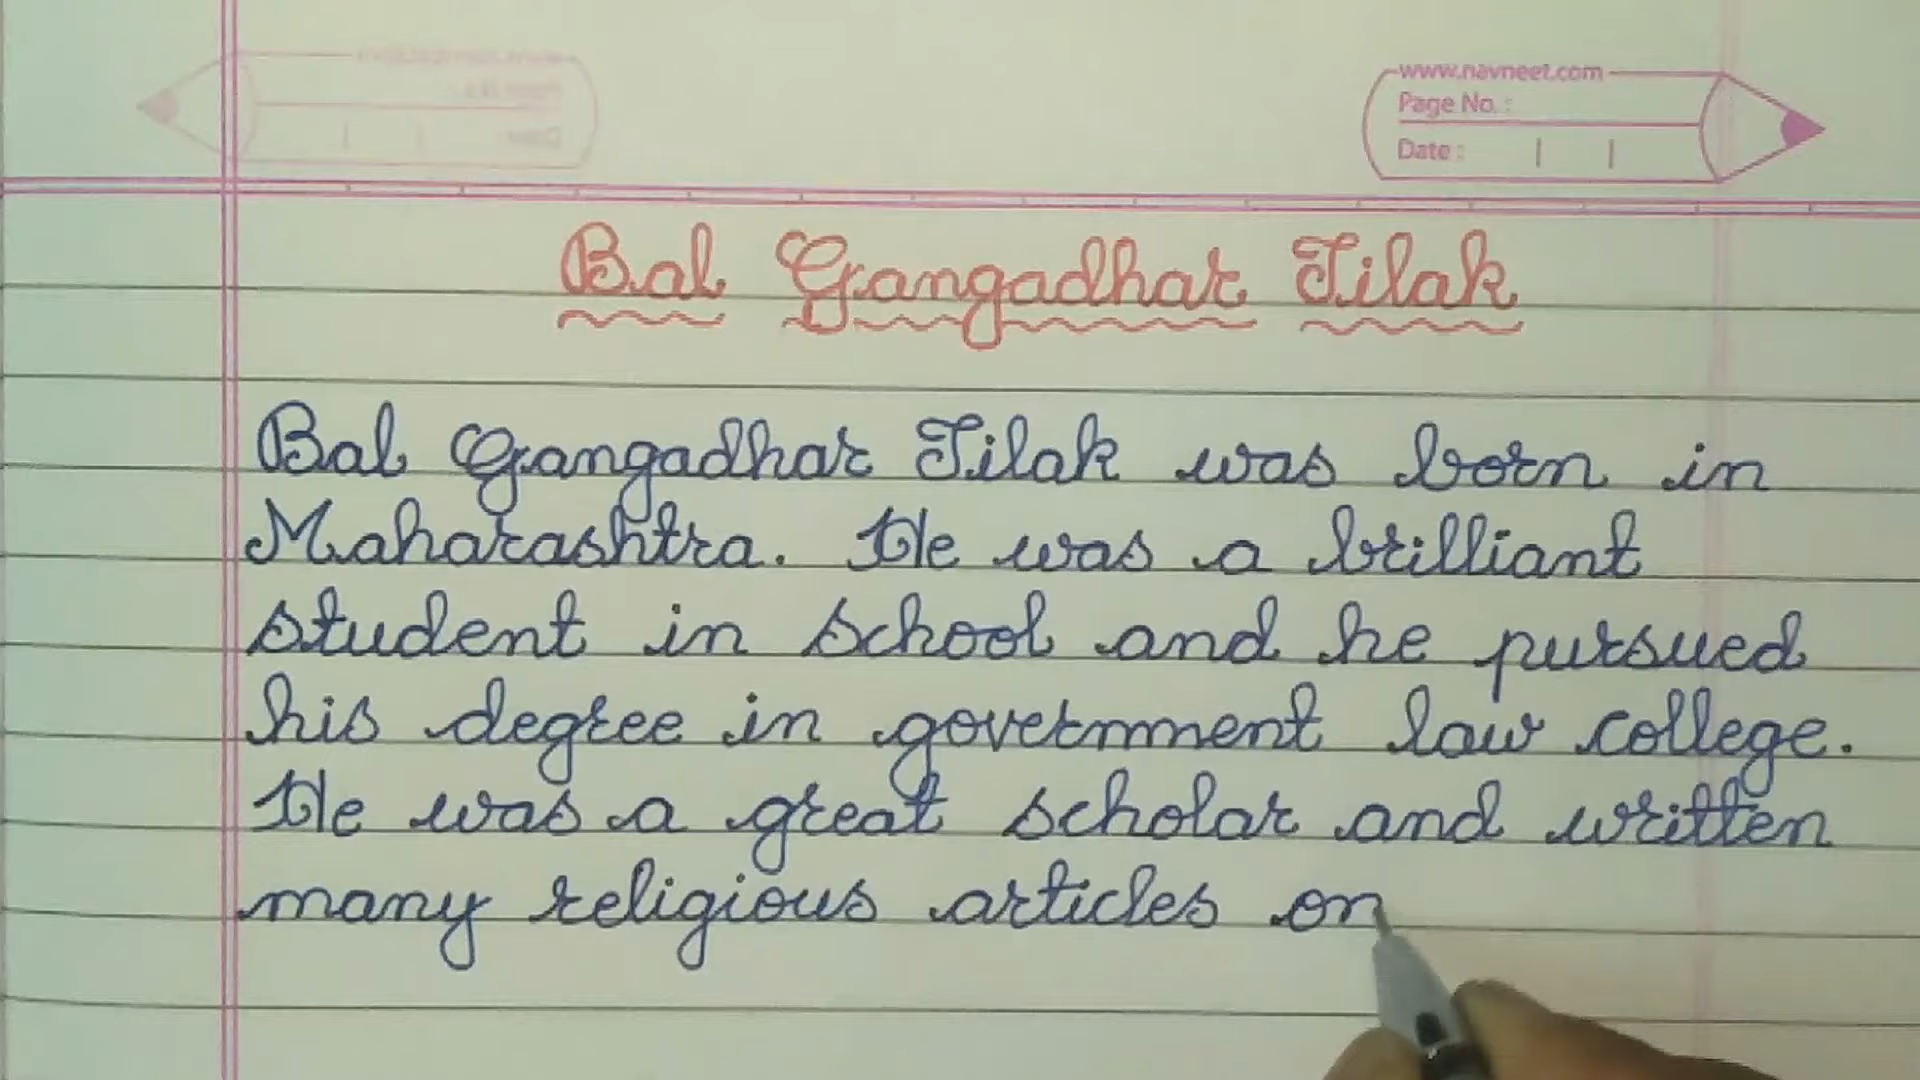 www.navneet.com
Page No. :
Date :
Bal Gangadhar Tilak
Bal Gangadhar Tilak was born in
Maharashtra. He was a brilliant
student in school and he pursued
his degree in government law college.
He was a great scholar and written
many religious articles on